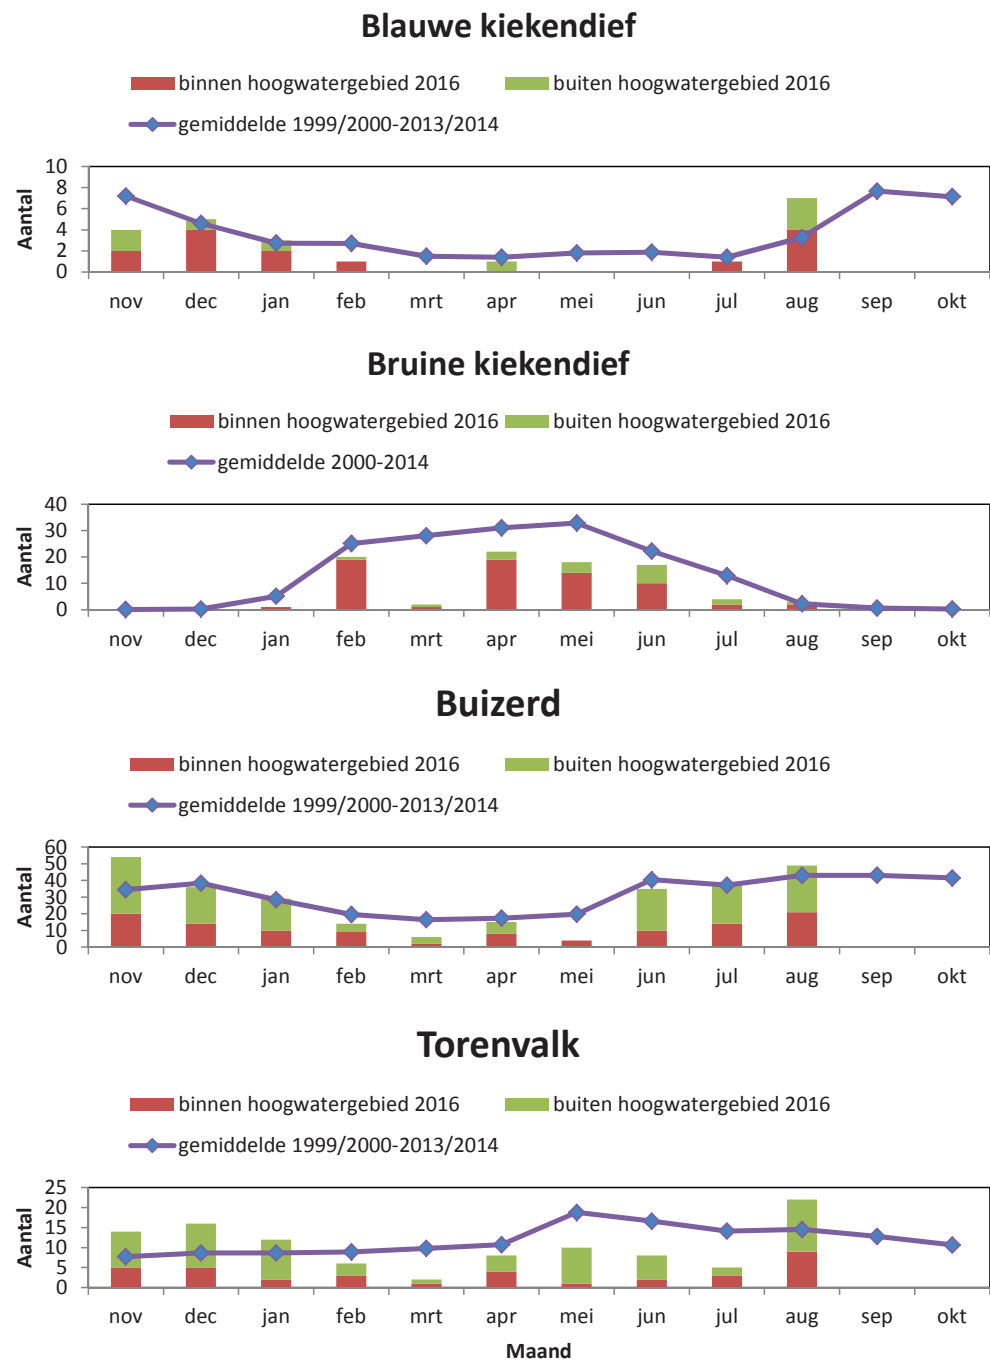 Blauwe kiekendief
binnen hoogwatergebied 2016 buiten hoogwatergebied 2016
gemiddelde 1999/2000-2013/2014
Aantal
10
8
6
4
2
0
nov dec jan feb mrt apr mei jun jul aug sep okt
Bruine kiekendief
binnen hoogwatergebied 2016 buiten hoogwatergebied 2016
gemiddelde 2000-2014
Aantal
40
30
20
10
0
nov dec jan feb mrt apr mei jun jul aug sep okt
Buizerd
binnen hoogwatergebied 2016 buiten hoogwatergebied 2016
gemiddelde 1999/2000-2013/2014
Aantal
60
50
40
30
20
10
0
nov dec jan feb mrt apr mei jun jul aug sep okt
Torenvalk
binnen hoogwatergebied 2016 buiten hoogwatergebied 2016
gemiddelde 1999/2000-2013/2014
Aantal
25
20
15
10
5
0
nov dec jan feb mrt apr mei jun jul aug sep okt
Maand